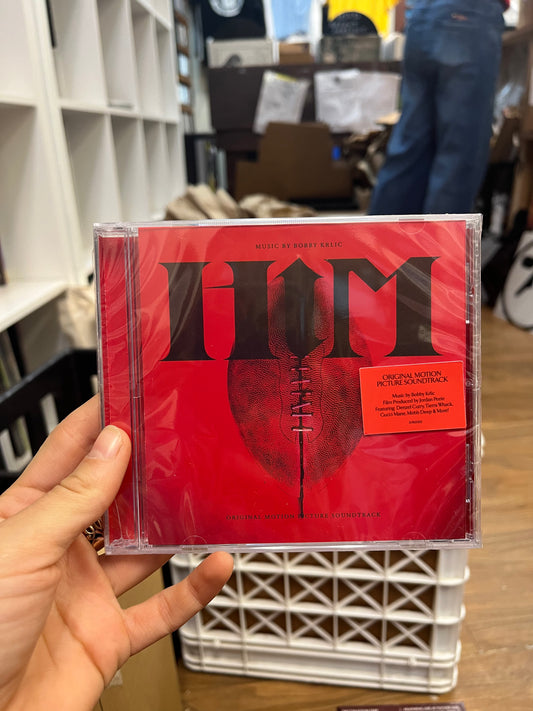 MUSIC BY BOBBY KRLIC
HIM
ORIGINAL MOTION
PICTURE SOUNDTRACK
Music by Bobby Krlic
Film Produced by Jordan Peele
Featuring Denzel Curry, Tierra Whack,
Gucci Mane, Mobb Deep & More!
ORIGINAL MOTION PICTURE SOUNDTRACK